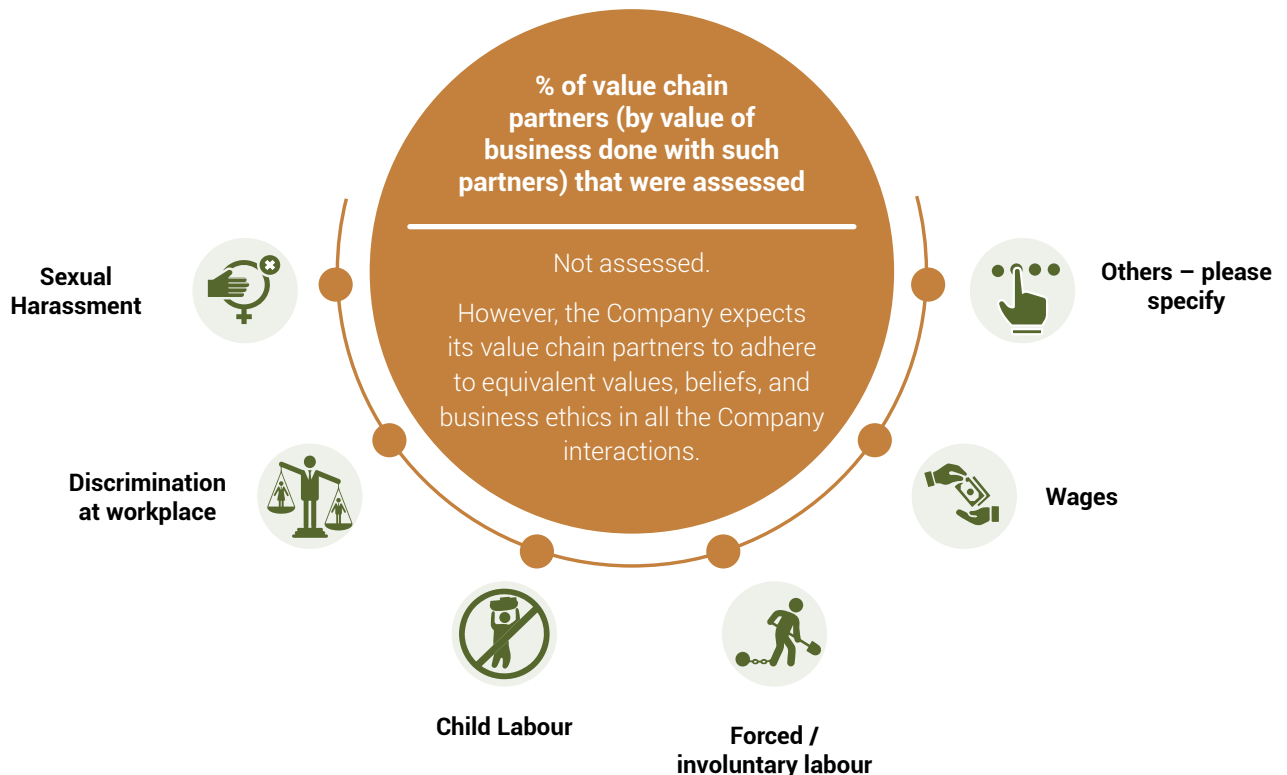 % of value chain
partners (by value of
business done with such
partners) that were assessed
Not assessed.
However, the Company expects
its value chain partners to adhere
to equivalent values, beliefs, and
business ethics in all the Company
interactions.
Sexual
Harassment
Discrimination
at workplace
Child Labour
Forced /
involuntary labour
Wages
Others – please
specify